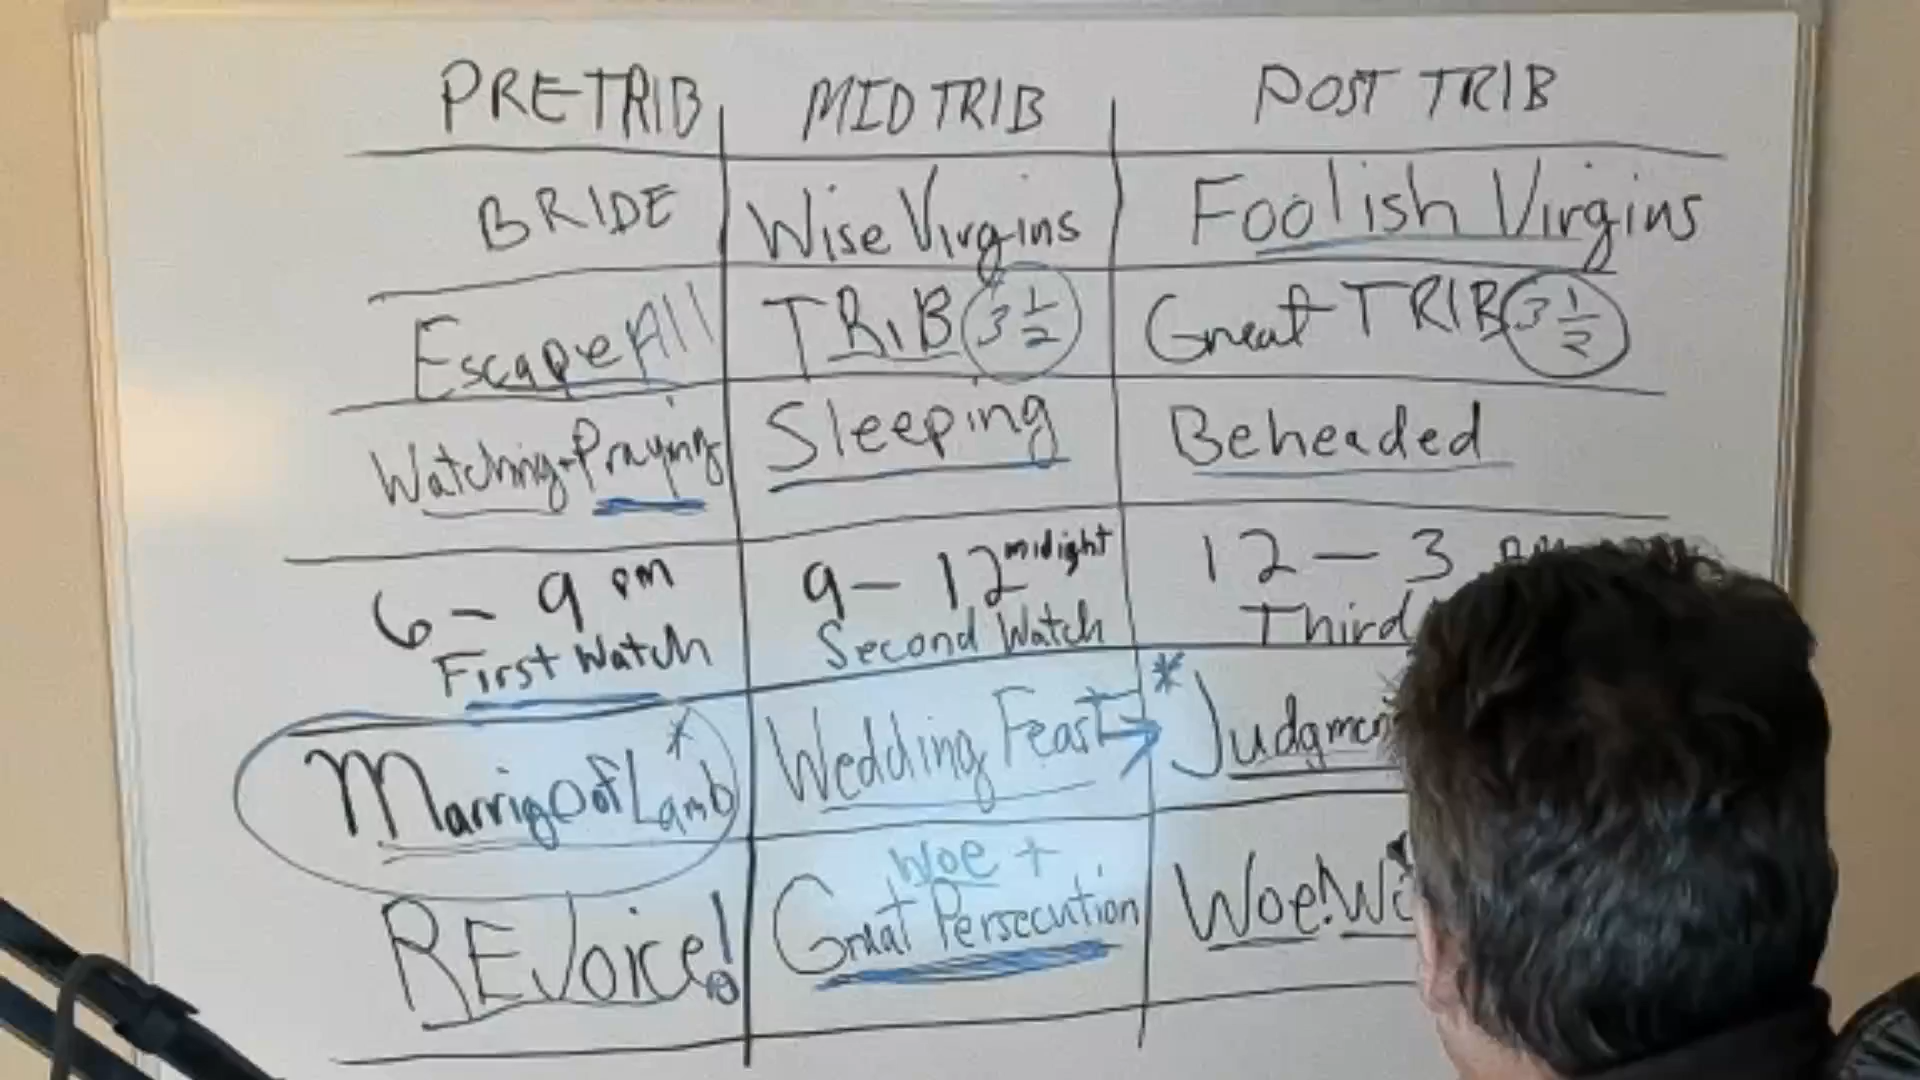 PRETRIB MID TRIB POST TRIB
BRIDE Wise Virgins Foolish Virgins
Escape All TRIB 3 1/2 Great TRIB 3 1/2
Watching + Praying Sleeping Beheaded
6 - 9 pm 9 - 12 midight 12 - 3
First Watch Second Watch Third
Marrige Of Lamb * Wedding Feast → * Judgment
Woe +
REJoice! Great Persecution Woe!